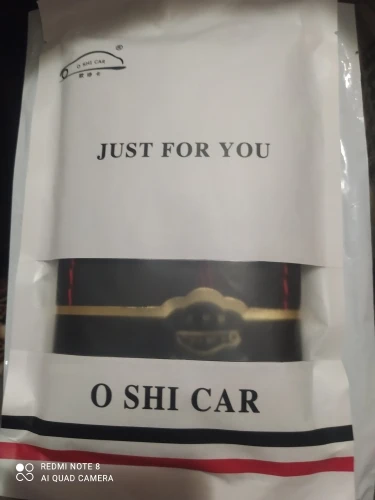 O SHI CAR
JUST FOR YOU
O SHI CAR
REDMI NOTE 8
AI QUAD CAMERA